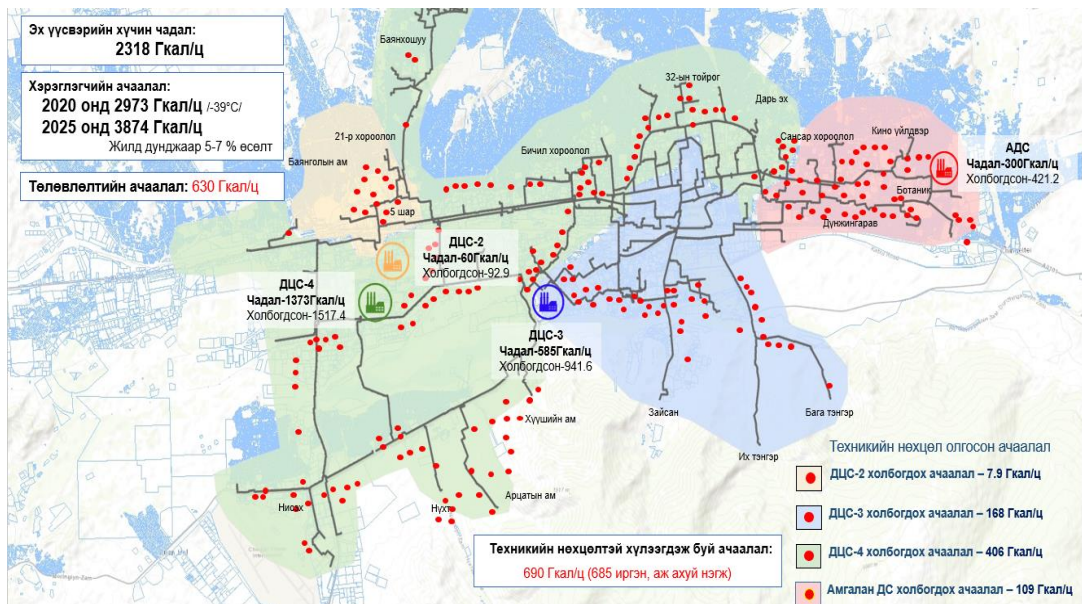 Эх үүсвэрийн хүчин чадал:
2318 Гкал/ц
Хэрэглэгчийн ачаалал:
2020 онд 2973 Гкал/ц /-39°C/
2025 онд 3874 Гкал/ц
Жилд дунджаар 5-7 % өсөлт
Төлөвлөлтийн ачаалал: 630 Гкал/ц
Баянхошуу
32-ын тойрог
Дарь эх
21-р хороолол
Бичил хороолол
Сансар хороолол
Кино үйлдвэр
АДС
Чадал-300Гкал/ц
Холбогдсон-421.2
Баянголын ам
Ботаник
5 шар
Дүнжингарав
ДЦС-2
Чадал-60Гкал/ц
Холбогдсон-92.9
ДЦС-4
Чадал-1373Гкал/ц
Холбогдсон-1517.4
ДЦС-3
Чадал-585Гкал/ц
Холбогдсон-941.6
Хүүшийн ам
Зайсан
Бага тэнгэр
Их тэнгэр
Арцатын ам
Нисэх
Нүхт
Техникийн нөхцөл олгосон ачаалал
ДЦС-2 холбогдох ачаалал – 7.9 Гкал/ц
ДЦС-3 холбогдох ачаалал – 168 Гкал/ц
ДЦС-4 холбогдох ачаалал – 406 Гкал/ц
Амгалан ДС холбогдох ачаалал – 109 Гкал/ц
Техникийн нөхцөлтэй хүлээгдэж буй ачаалал:
690 Гкал/ц (685 иргэн, аж ахуй нэгж)